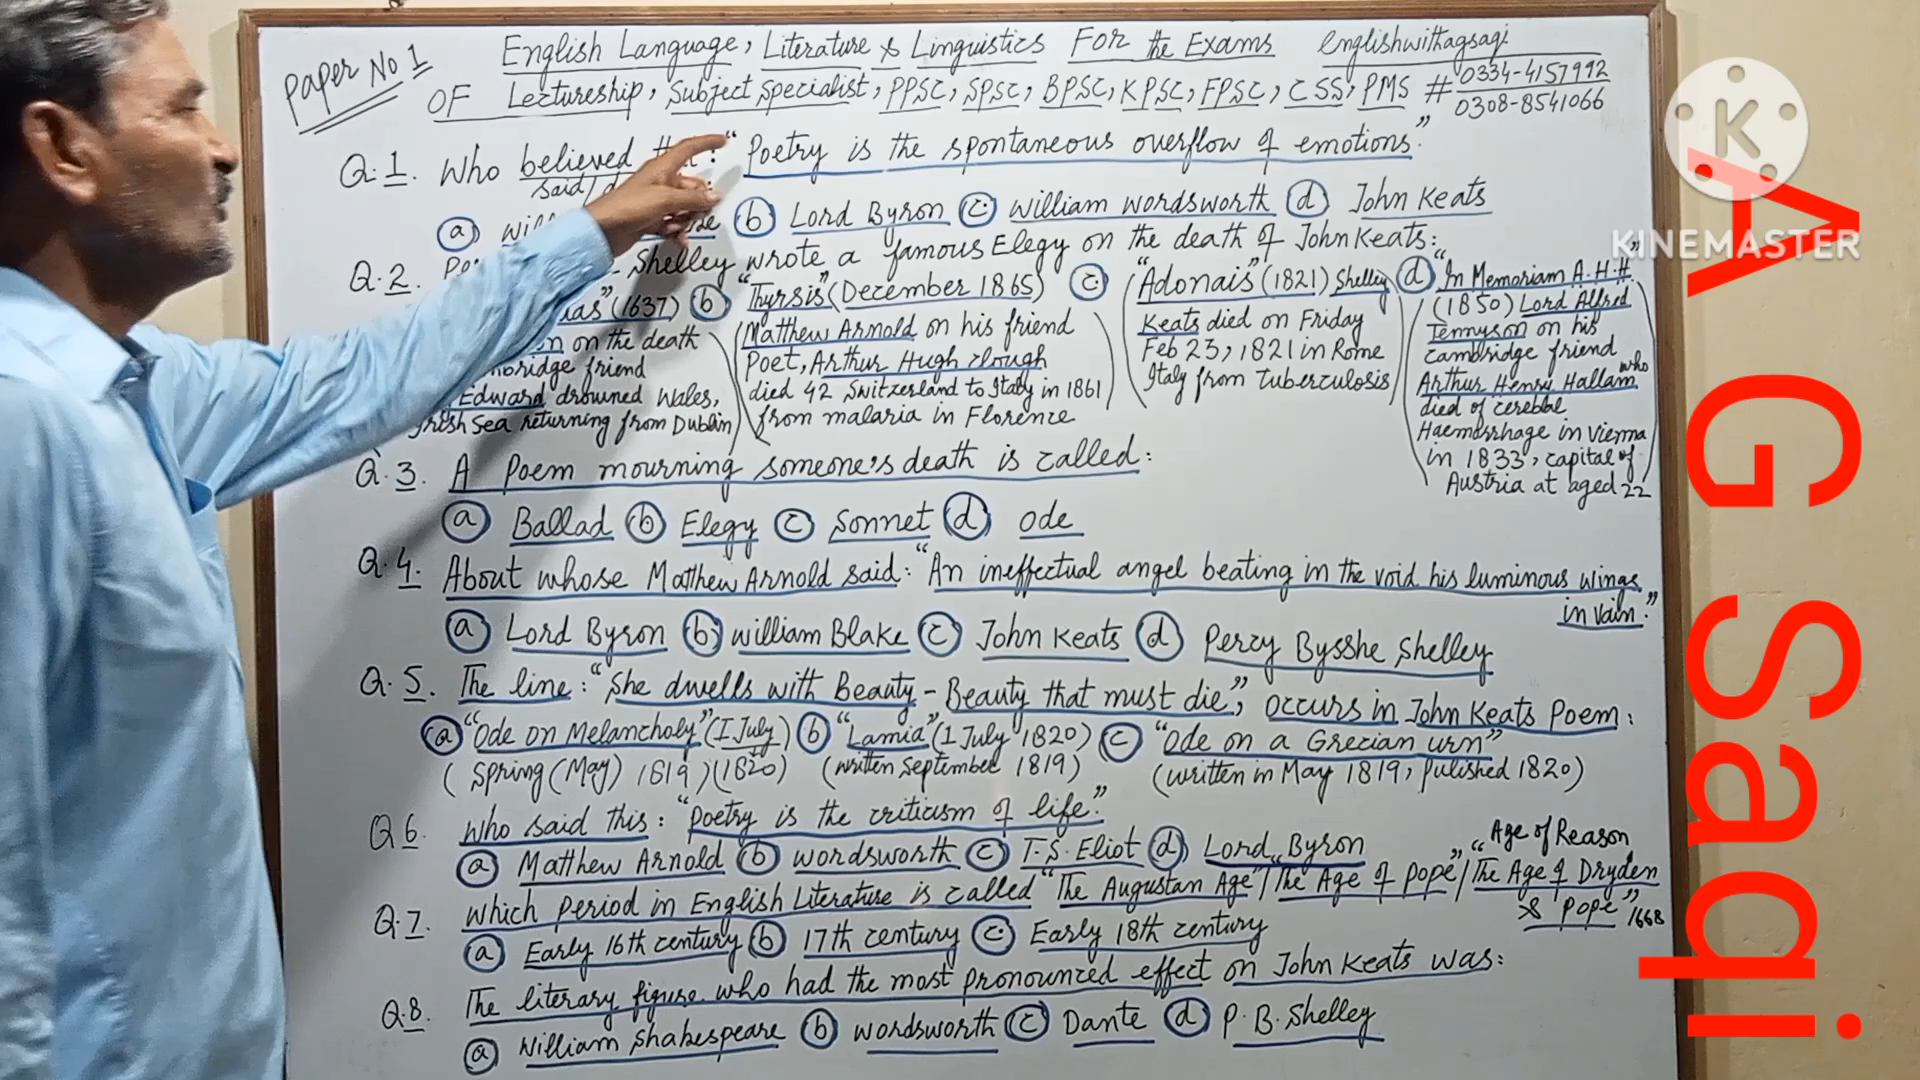 Paper No 1
English Language, Literature & Linguistics For the Exams englishwithagsaqi
OF Lectureship, Subject Specialist, PPSC, SPSC, BPSC, KPSC, FPSC, CSS, PMS # 0334-4157992
0308-8541066
Q.1. Who believed : "Poetry is the spontaneous overflow of emotions."
said/
(a) (b) Lord Byron (c) William Wordsworth (d) John Keats
Q.2. Shelley wrote a famous Elegy on the death of John Keats:
(1637) (b) "Thyrsis" (December 1865) (c) "Adonais" (1821) Shelley (d) "In Memoriam A.H.H"
on the death
friend
Edward drowned Wales,
Irish Sea returning from Dublin
Matthew Arnold on his friend
Poet, Arthur Hugh Clough
died 42 Switzerland to Italy in 1861
from malaria in Florence
Keats died on Friday
Feb 23, 1821 in Rome
Italy from tuberculosis
(1850) Lord Alfred
Tennyson on his
Cambridge friend
Arthur Henry Hallam who
died of
Haemorrhage in Vienna
in 1833, capital of
Austria at aged 22
Q.3. A Poem mourning someone's death is called:
(a) Ballad (b) Elegy (c) Sonnet (d) Ode
Q.4. About whose Matthew Arnold said: "An ineffectual angel beating in the void his luminous wings
in vain."
(a) Lord Byron (b) William Blake (c) John Keats (d) Percy Bysshe Shelley
Q.5. The line: "She dwells with Beauty - Beauty that must die", occurs in John Keats Poem:
(a) "Ode on Melancholy" (1 July) (b) "Lamia" (1 July 1820) (c) "Ode on a Grecian urn"
(Spring (May) 1819) (1820) (written September 1819) (written in May 1819, Pulished 1820)
Q6. Who said this: "Poetry is the criticism of life."
(a) Matthew Arnold (b) Wordsworth (c) T.S. Eliot (d) Lord Byron
"Age of Reason
Q.7. Which period in English Literature is called "The Augustan Age" / "The Age of Pope" / The Age of Dryden
& Pope" 1668
(a) Early 16th century (b) 17th century (c) Early 18th century
Q.8. The literary figure who had the most pronounced effect on John Keats was:
(a) William Shakespeare (b) Wordsworth (c) Dante (d) P.B. Shelley
K
KINEMASTER
A G Saqi